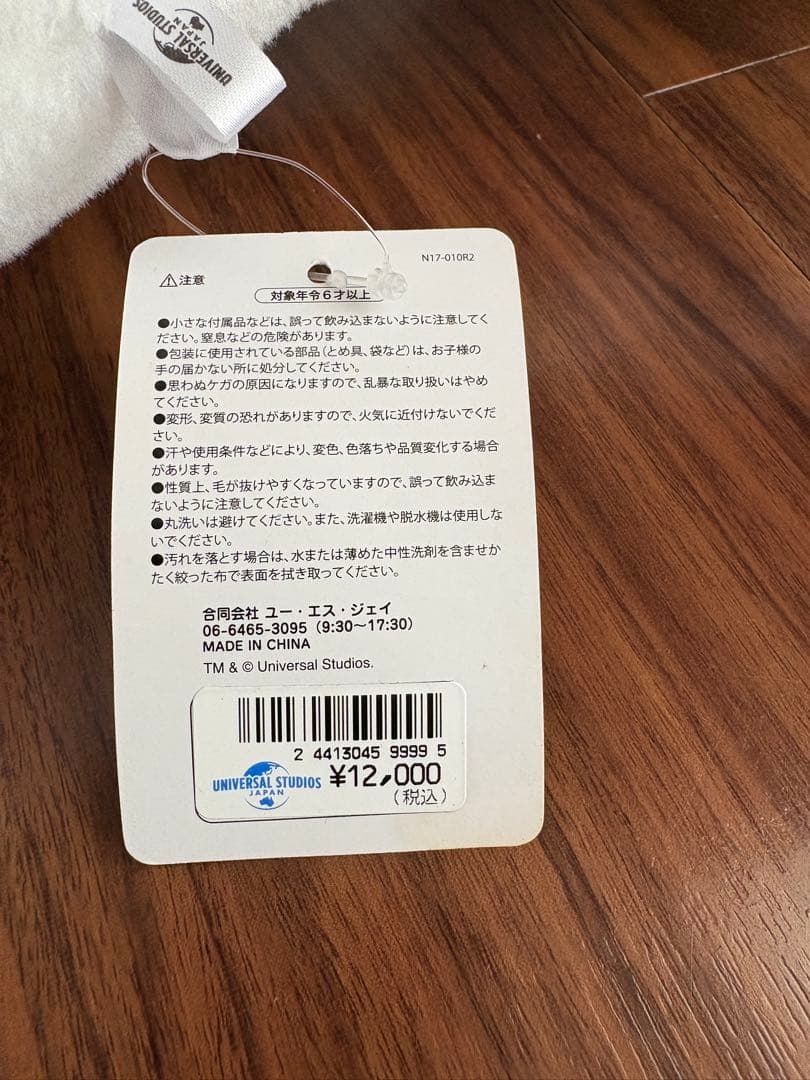 UNIVERSAL STUDIOS
JAPAN
N17-010R2
⚠注意
対象年令6才以上
●小さな付属品などは、誤って飲み込まないように注意してく
ださい。窒息などの危険があります。
●包装に使用されている部品(とめ具、袋など)は、お子様の
手の届かない所に処分してください。
●思わぬケガの原因になりますので、乱暴な取り扱いはやめ
てください。
●変形、変質の恐れがありますので、火気に近付けないでくだ
さい。
●汗や使用条件などにより、変色、色落ちや品質変化する場合
があります。
●性質上、毛が抜けやすくなっていますので、誤って飲み込ま
ないように注意してください。
●丸洗いは避けてください。また、洗濯機や脱水機は使用しな
いでください。
●汚れを落とす場合は、水または薄めた中性洗剤を含ませか
たく絞った布で表面を拭き取ってください。
合同会社 ユー・エス・ジェイ
06-6465-3095(9:30〜17:30)
MADE IN CHINA
TM & © Universal Studios.
2 4413045 9999 5
UNIVERSAL STUDIOS
JAPAN
¥12,000
(税込)